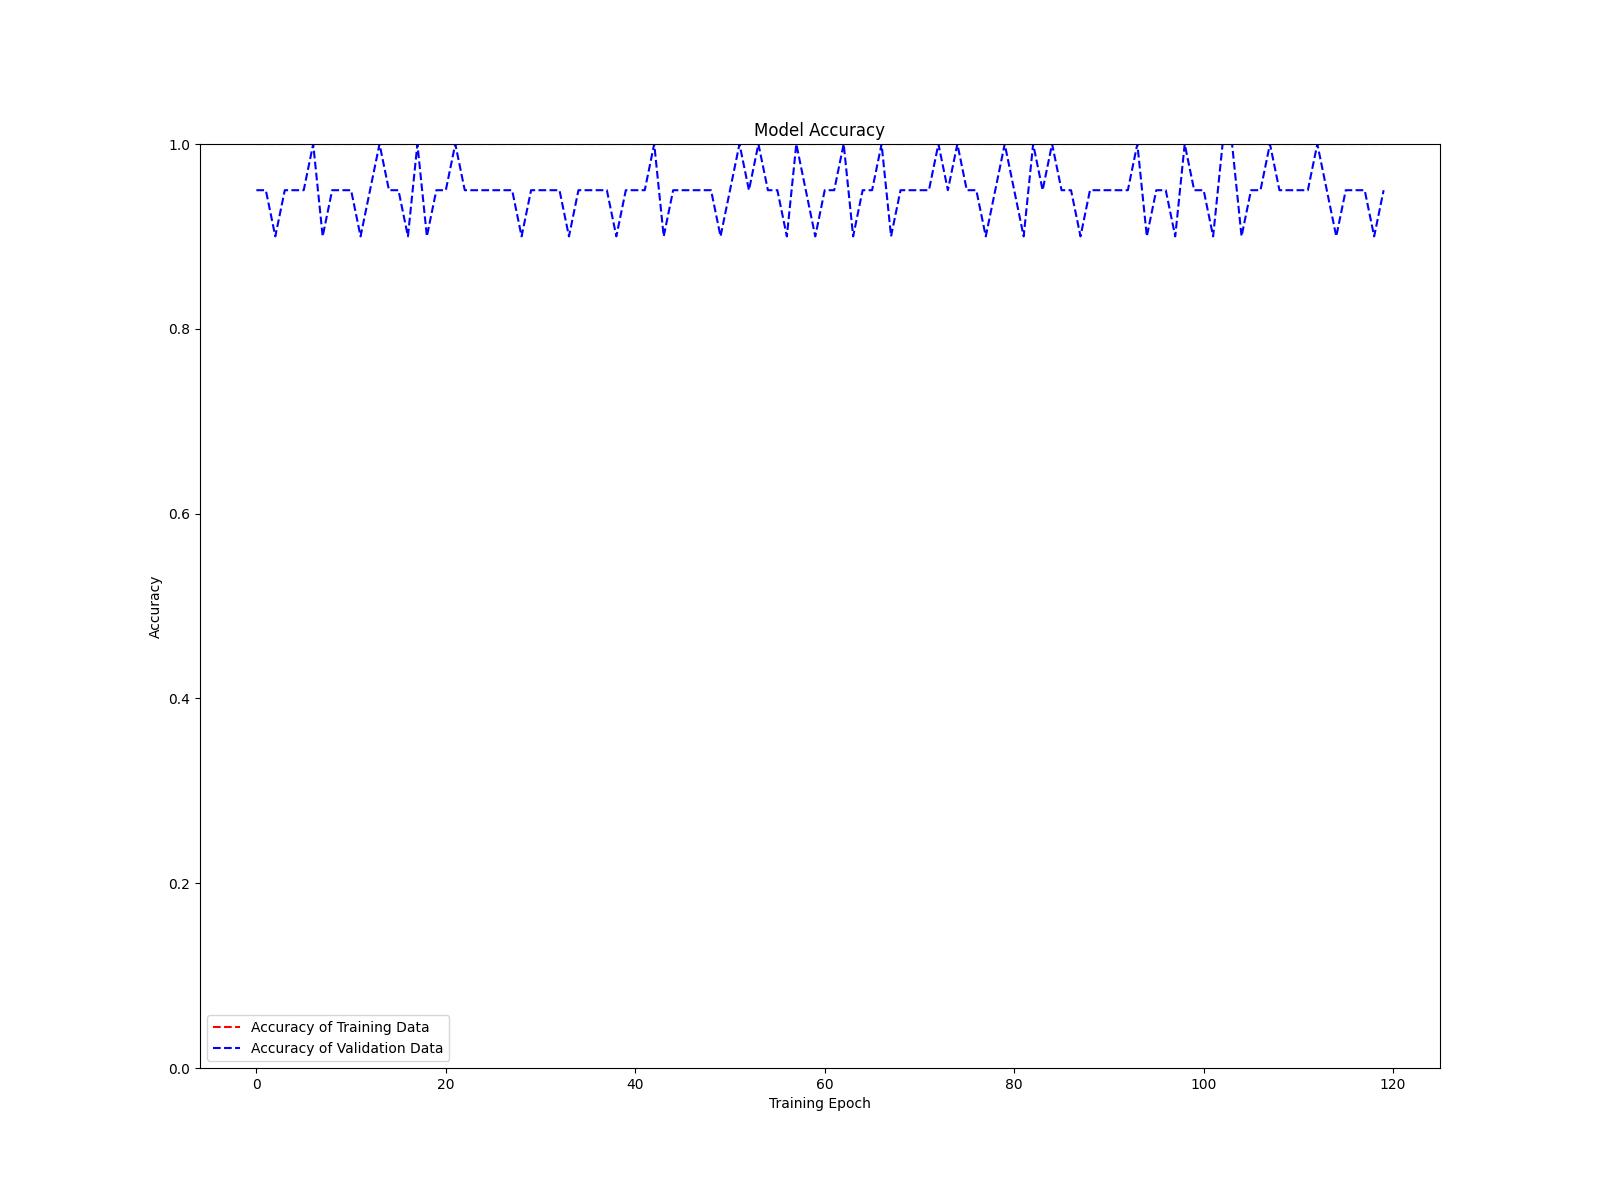 Model Accuracy
1.0
0.8
0.6
0.4
0.2
0.0
Accuracy
Accuracy of Training Data
Accuracy of Validation Data
0 20 40 60 80 100 120
Training Epoch